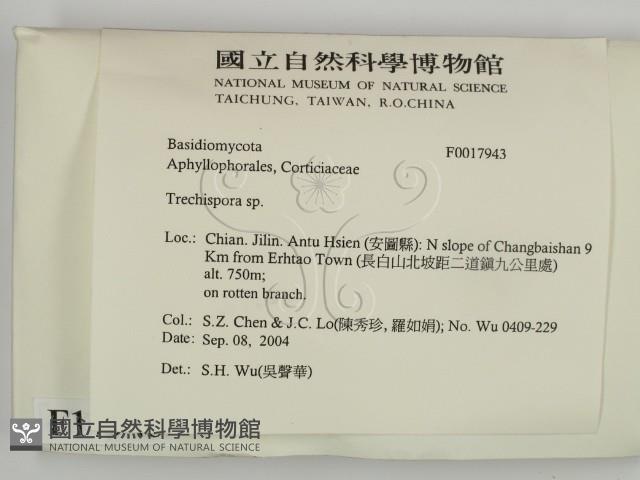 國立自然科學博物館
NATIONAL MUSEUM OF NATURAL SCIENCE
TAICHUNG, TAIWAN, R.O.CHINA
Basidiomycota F0017943
Aphyllophorales, Corticiaceae
Trechispora sp.
Loc.: Chian. Jilin. Antu Hsien (安圖縣): N slope of Changbaishan 9
Km from Erhtao Town (長白山北坡距二道鎮九公里處)
alt. 750m;
on rotten branch.
Col.: S.Z. Chen & J.C. Lo(陳秀珍, 羅如娟); No. Wu 0409-229
Date: Sep. 08, 2004
Det.: S.H. Wu(吳聲華)
國立自然科學博物館
NATIONAL MUSEUM OF NATURAL SCIENCE